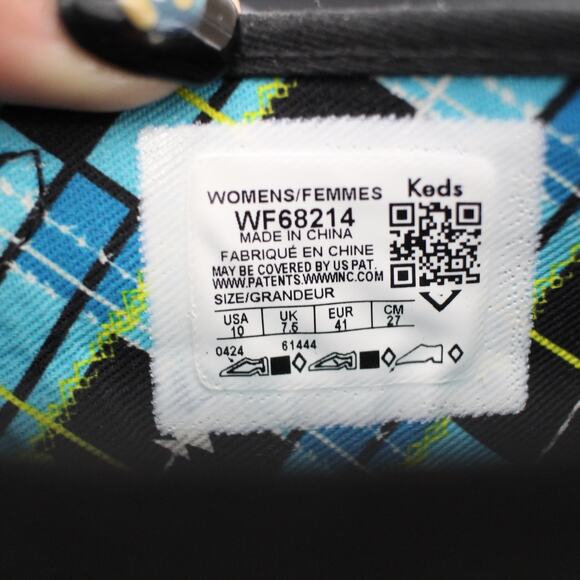 WOMENS/FEMMES Keds
WF68214
MADE IN CHINA
FABRIQUÉ EN CHINE
MAY BE COVERED BY US PAT.
WWW.PATENTS.WWWINC.COM
SIZE/GRANDEUR
USA UK EUR CM
10 7.5 41 27
0424 61444